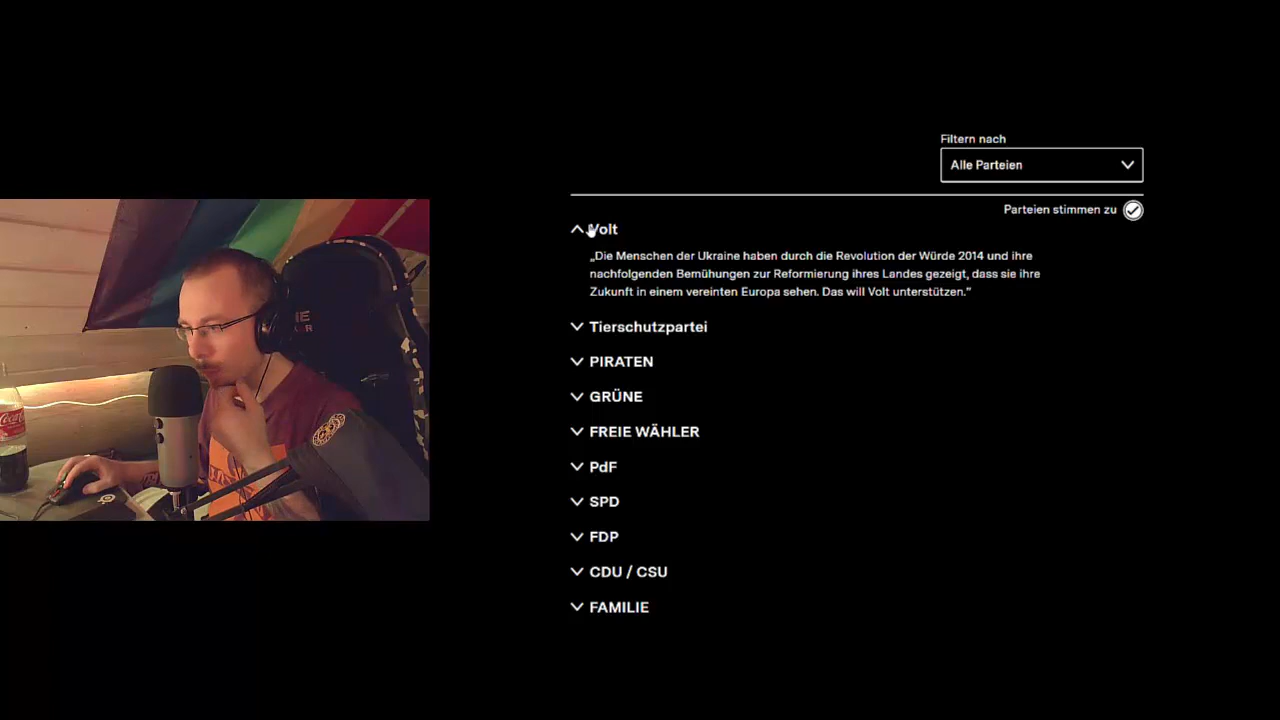 Filtern nach
Alle Parteien
Parteien stimmen zu
Volt
„Die Menschen der Ukraine haben durch die Revolution der Würde 2014 und ihre
nachfolgenden Bemühungen zur Reformierung ihres Landes gezeigt, dass sie ihre
Zukunft in einem vereinten Europa sehen. Das will Volt unterstützen.”
Tierschutzpartei
PIRATEN
GRÜNE
FREIE WÄHLER
PdF
SPD
FDP
CDU / CSU
FAMILIE